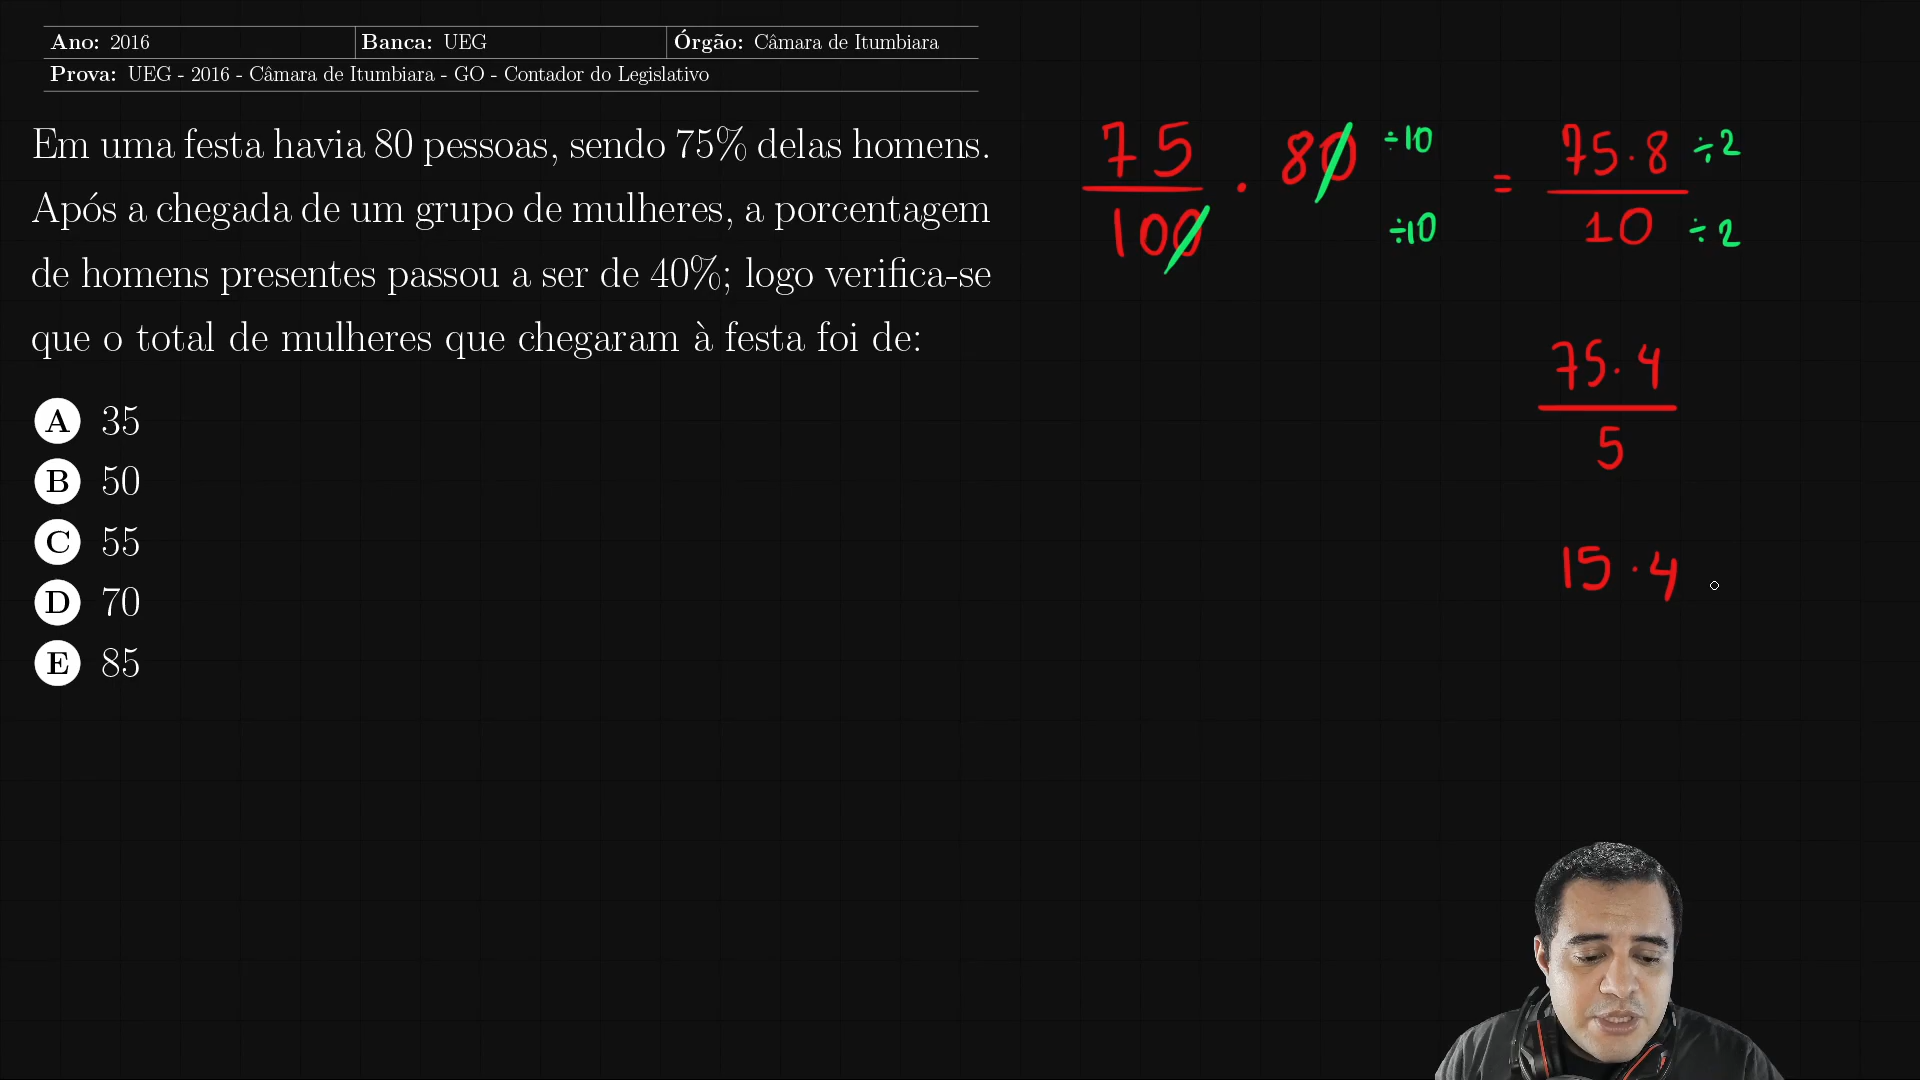 Ano: 2016 Banca: UEG Órgão: Câmara de Itumbiara
Prova: UEG - 2016 - Câmara de Itumbiara - GO - Contador do Legislativo
Em uma festa havia 80 pessoas, sendo 75% delas homens.
Após a chegada de um grupo de mulheres, a porcentagem
de homens presentes passou a ser de 40%; logo verifica-se
que o total de mulheres que chegaram à festa foi de:
A 35
B 50
C 55
D 70
E 85
75 / 100 · 80 ÷10 ÷10 = 75·8 / 10 ÷2 ÷2
75·4 / 5
15·4